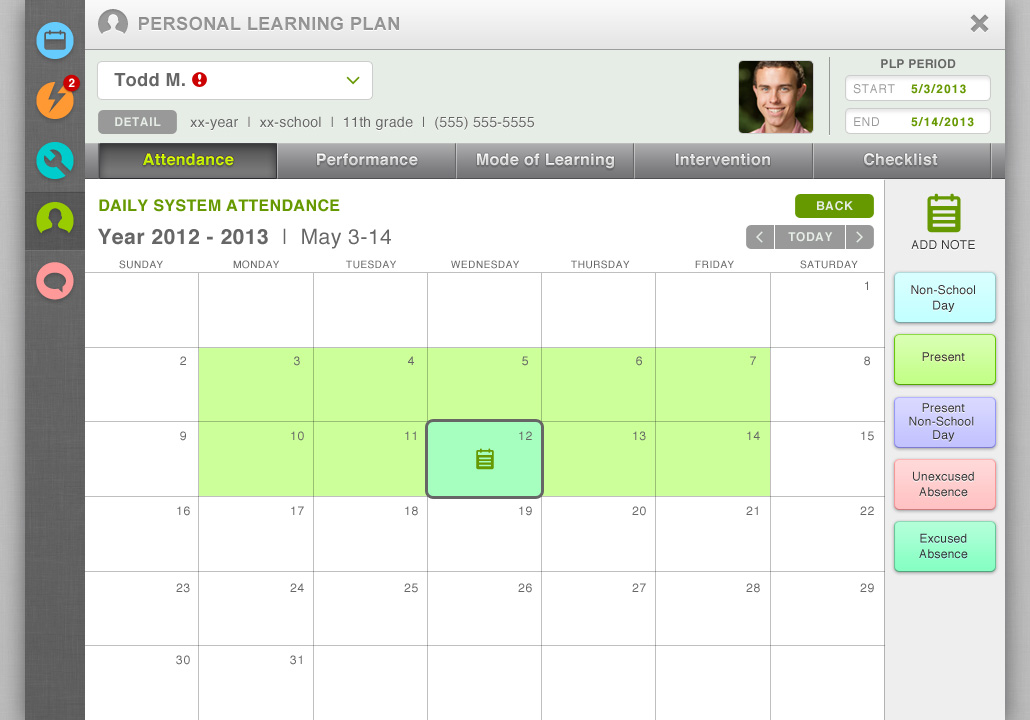 PERSONAL LEARNING PLAN
2
Todd M.
PLP PERIOD
START 5/3/2013
END 5/14/2013
DETAIL xx-year | xx-school | 11th grade | (555) 555-5555
Attendance Performance Mode of Learning Intervention Checklist
DAILY SYSTEM ATTENDANCE
BACK
Year 2012 - 2013 | May 3-14
TODAY
SUNDAY MONDAY TUESDAY WEDNESDAY THURSDAY FRIDAY SATURDAY
1
2 3 4 5 6 7 8
9 10 11 12 13 14 15
16 17 18 19 20 21 22
23 24 25 26 27 28 29
30 31
ADD NOTE
Non-School
Day
Present
Present
Non-School
Day
Unexcused
Absence
Excused
Absence